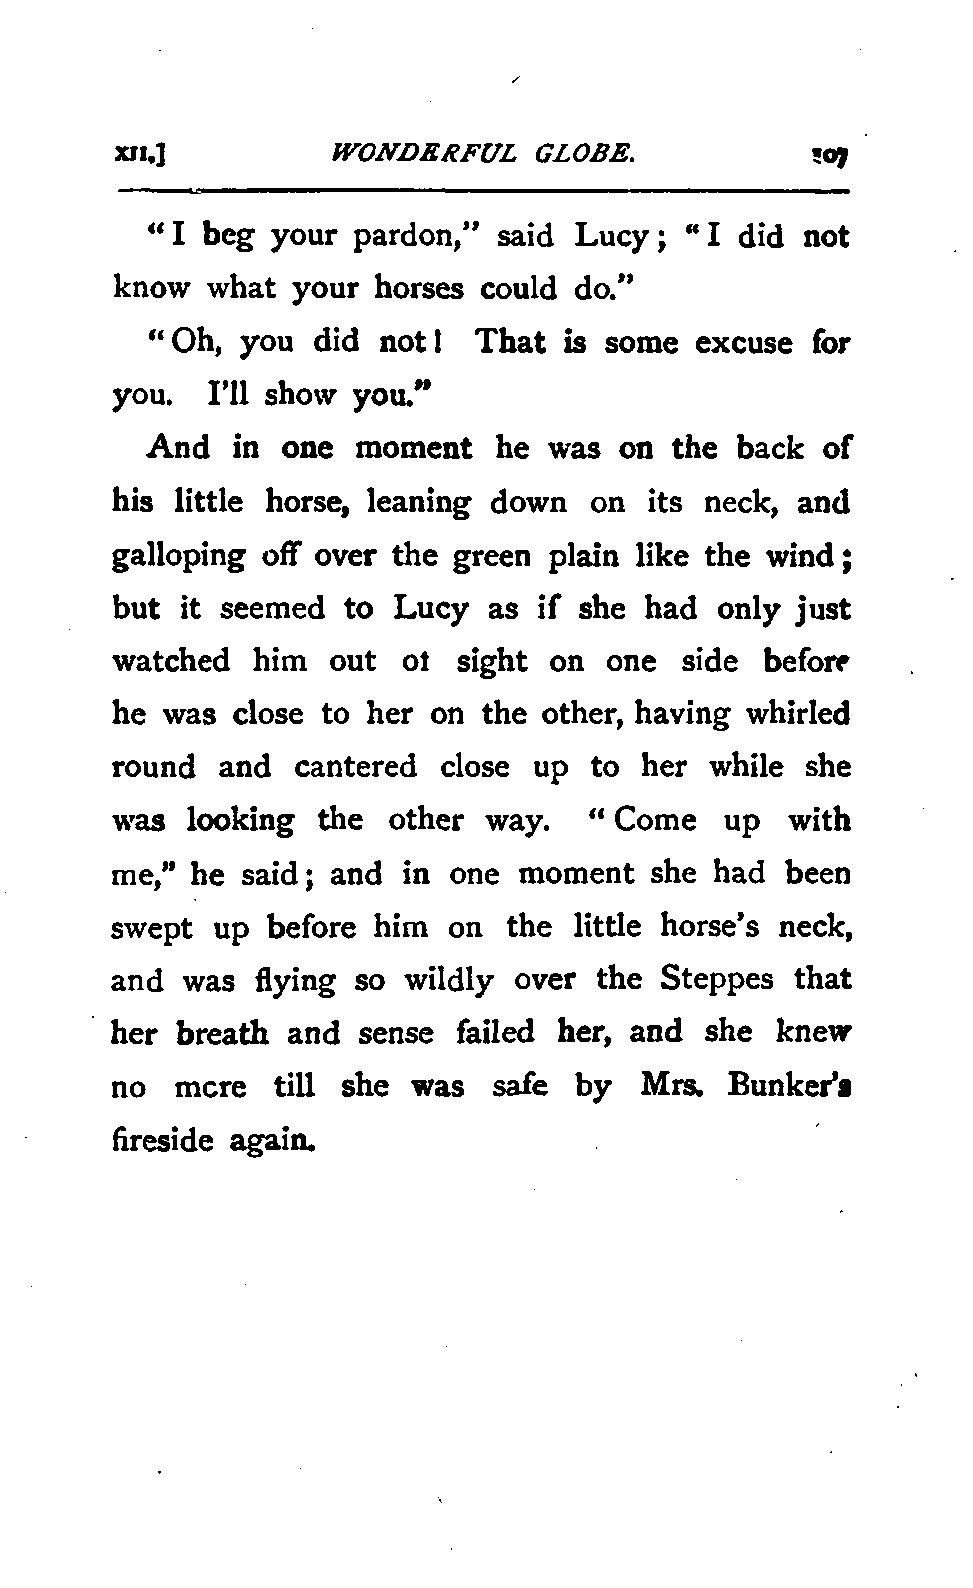 XII.] WONDERFUL GLOBE. 107
"I beg your pardon," said Lucy; "I did not
know what your horses could do."
"Oh, you did not! That is some excuse for
you. I'll show you."
And in one moment he was on the back of
his little horse, leaning down on its neck, and
galloping off over the green plain like the wind;
but it seemed to Lucy as if she had only just
watched him out of sight on one side before
he was close to her on the other, having whirled
round and cantered close up to her while she
was looking the other way. "Come up with
me," he said; and in one moment she had been
swept up before him on the little horse's neck,
and was flying so wildly over the Steppes that
her breath and sense failed her, and she knew
no more till she was safe by Mrs. Bunker's
fireside again.